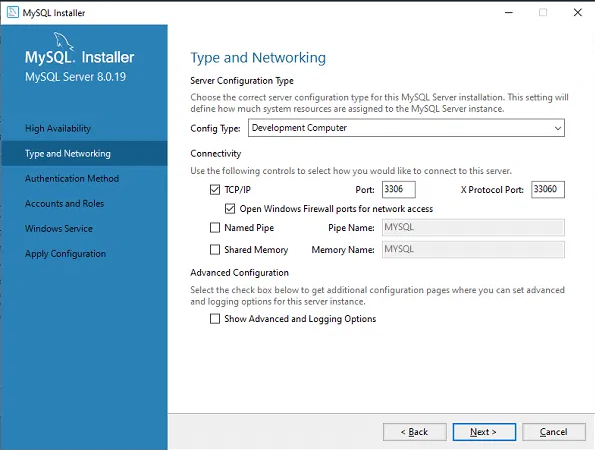 MySQL Installer
MySQL. Installer
MySQL Server 8.0.19
High Availability
Type and Networking
Authentication Method
Accounts and Roles
Windows Service
Apply Configuration
Type and Networking
Server Configuration Type
Choose the correct server configuration type for this MySQL Server installation. This setting will
define how much system resources are assigned to the MySQL Server instance.
Config Type: Development Computer
Connectivity
Use the following controls to select how you would like to connect to this server.
TCP/IP Port: 3306 X Protocol Port: 33060
Open Windows Firewall ports for network access
Named Pipe Pipe Name: MYSQL
Shared Memory Memory Name: MYSQL
Advanced Configuration
Select the check box below to get additional configuration pages where you can set advanced
and logging options for this server instance.
Show Advanced and Logging Options
< Back Next > Cancel